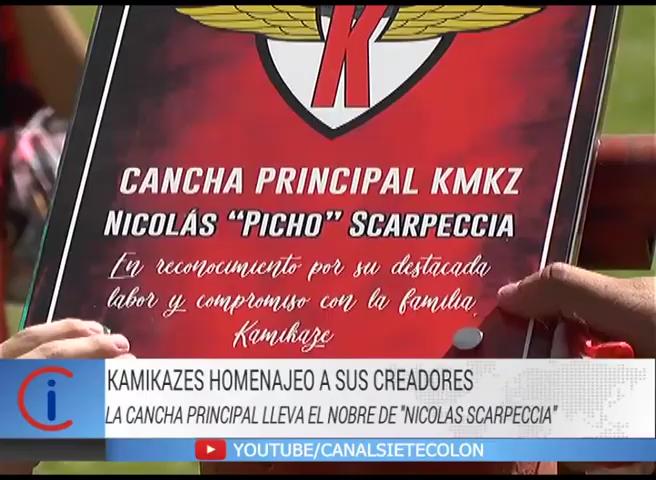 K
CANCHA PRINCIPAL KMKZ
NICOLÁS "PICHO" SCARPECCIA
En reconocimiento por su destacada
labor y compromiso con la familia
Kamikaze
KAMIKAZES HOMENAJEO A SUS CREADORES
LA CANCHA PRINCIPAL LLEVA EL NOBRE DE "NICOLAS SCARPECCIA"
YOUTUBE/CANALSIETECOLON